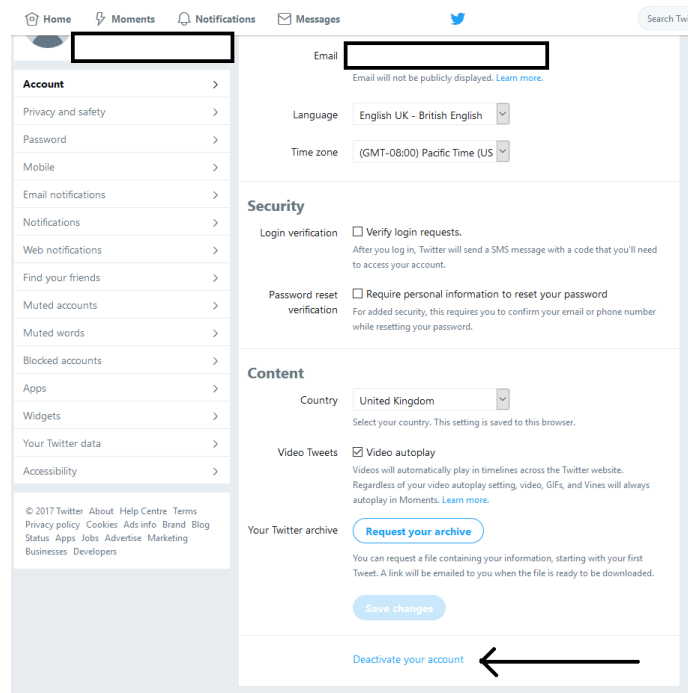 Home Moments Notifications Messages Search Twi
Account
Privacy and safety
Password
Mobile
Email notifications
Notifications
Web notifications
Find your friends
Muted accounts
Muted words
Blocked accounts
Apps
Widgets
Your Twitter data
Accessibility
© 2017 Twitter About Help Centre Terms
Privacy policy Cookies Ads info Brand Blog
Status Apps Jobs Advertise Marketing
Businesses Developers
Email
Email will not be publicly displayed. Learn more.
Language English UK - British English
Time zone (GMT-08:00) Pacific Time (US
Security
Login verification Verify login requests.
After you log in, Twitter will send a SMS message with a code that you'll need
to access your account.
Password reset Require personal information to reset your password
verification For added security, this requires you to confirm your email or phone number
while resetting your password.
Content
Country United Kingdom
Select your country. This setting is saved to this browser.
Video Tweets Video autoplay
Videos will automatically play in timelines across the Twitter website.
Regardless of your video autoplay setting, video, GIFs, and Vines will always
autoplay in Moments. Learn more.
Your Twitter archive Request your archive
You can request a file containing your information, starting with your first
Tweet. A link will be emailed to you when the file is ready to be downloaded.
Save changes
Deactivate your account